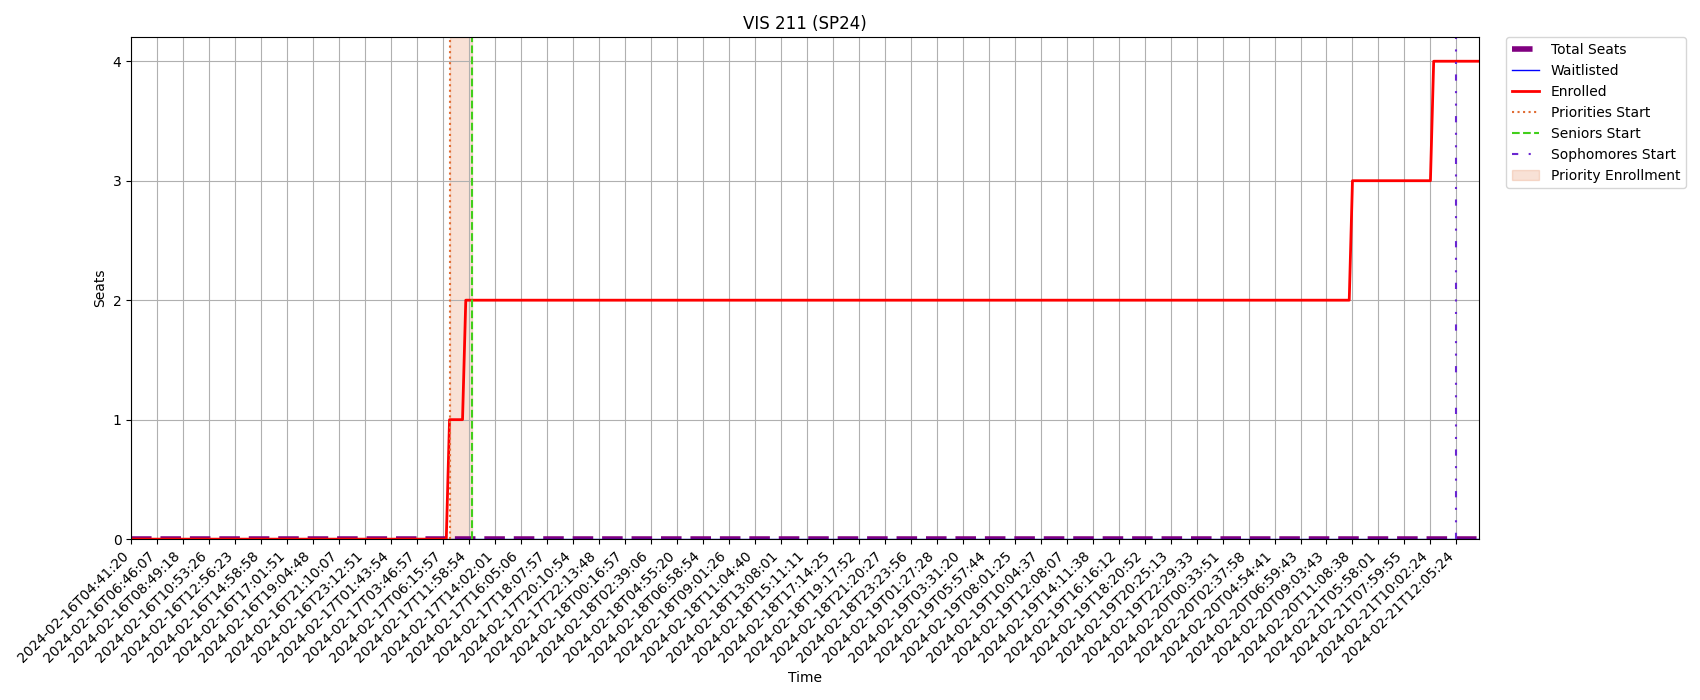 VIS 211 (SP24)
Seats
4
3
2
1
0
2024-02-16T04:41:20
2024-02-16T06:46:07
2024-02-16T08:49:18
2024-02-16T10:53:26
2024-02-16T12:56:23
2024-02-16T14:58:58
2024-02-16T17:01:51
2024-02-16T19:04:48
2024-02-16T21:10:07
2024-02-16T23:12:51
2024-02-17T01:43:54
2024-02-17T03:46:57
2024-02-17T06:15:57
2024-02-17T11:58:54
2024-02-17T14:02:01
2024-02-17T16:05:06
2024-02-17T18:07:57
2024-02-17T20:10:54
2024-02-17T22:13:48
2024-02-18T00:16:57
2024-02-18T02:39:06
2024-02-18T04:55:20
2024-02-18T06:58:54
2024-02-18T09:01:26
2024-02-18T11:04:40
2024-02-18T13:08:01
2024-02-18T15:11:11
2024-02-18T17:14:25
2024-02-18T19:17:52
2024-02-18T21:20:27
2024-02-18T23:23:56
2024-02-19T01:27:28
2024-02-19T03:31:20
2024-02-19T05:57:44
2024-02-19T08:01:25
2024-02-19T10:04:37
2024-02-19T12:08:07
2024-02-19T14:11:38
2024-02-19T16:16:12
2024-02-19T18:20:52
2024-02-19T20:25:13
2024-02-19T22:29:33
2024-02-20T00:33:51
2024-02-20T02:37:58
2024-02-20T04:54:41
2024-02-20T06:59:43
2024-02-20T09:03:43
2024-02-20T11:08:38
2024-02-21T05:58:01
2024-02-21T07:59:55
2024-02-21T10:02:24
2024-02-21T12:05:24
Time
Total Seats
Waitlisted
Enrolled
Priorities Start
Seniors Start
Sophomores Start
Priority Enrollment